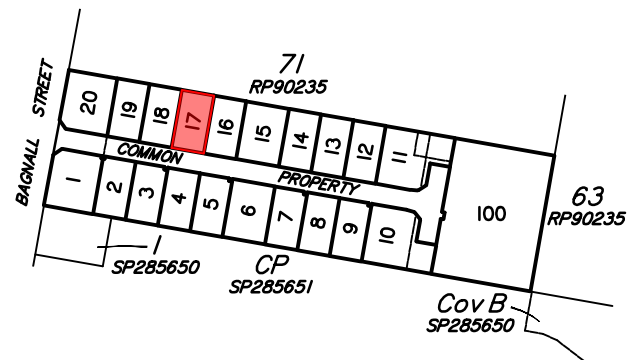 71
RP90235
BAGNALL STREET
20
19
18
17
16
15
14
13
12
11
COMMON PROPERTY
1
2
3
4
5
6
7
8
9
10
100
63
RP90235
1
SP285650
CP
SP285651
Cov B
SP285650